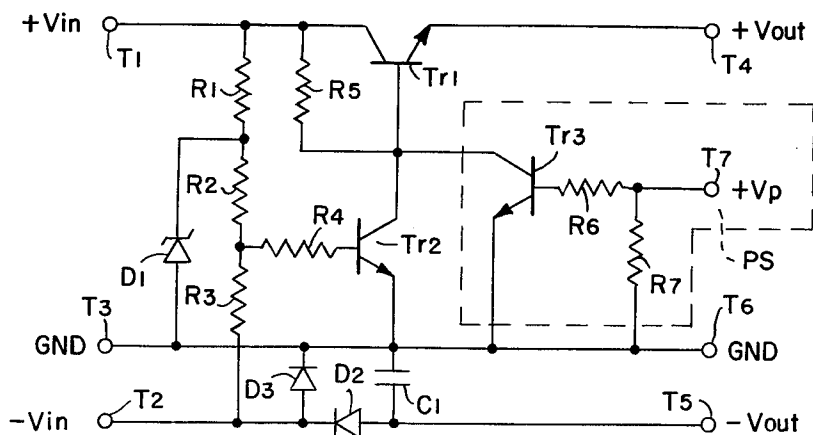 +Vin
T1
R1
R5
Tr1
T4
+Vout
Tr3
T7
+Vp
R2
R4
R6
Tr2
D1
R3
R7
PS
T3
GND
T6
GND
D3
D2
C1
-Vin
T2
T5
-Vout